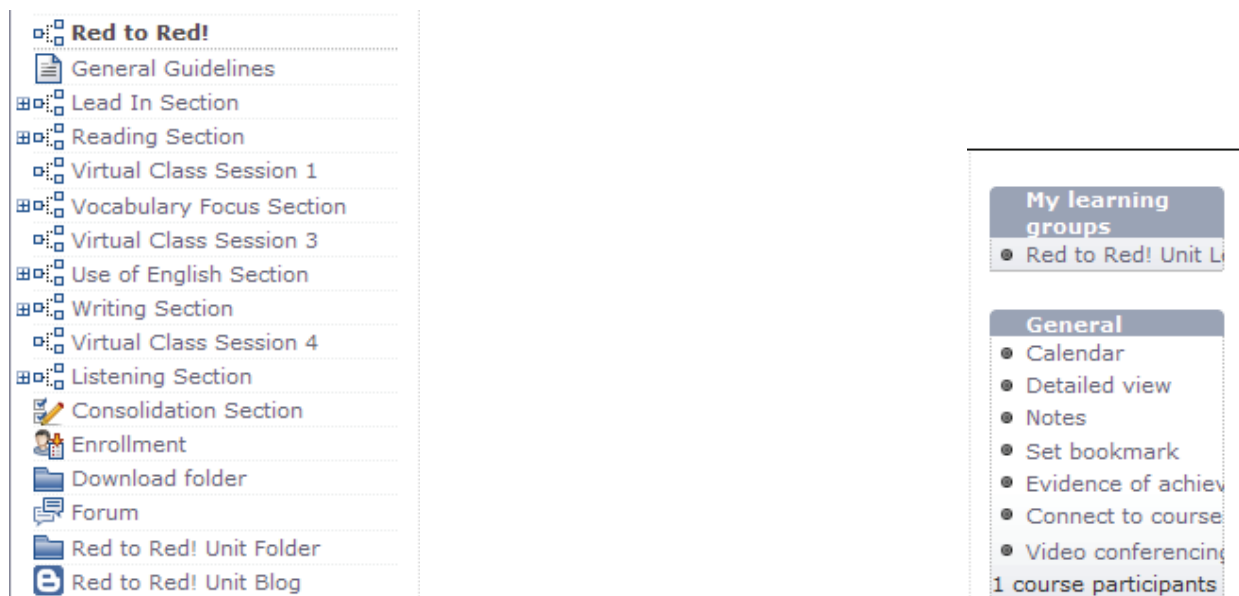 Red to Red!
General Guidelines
Lead In Section
Reading Section
Virtual Class Session 1
Vocabulary Focus Section
Virtual Class Session 3
Use of English Section
Writing Section
Virtual Class Session 4
Listening Section
Consolidation Section
Enrollment
Download folder
Forum
Red to Red! Unit Folder
Red to Red! Unit Blog
My learning
groups
Red to Red! Unit
General
Calendar
Detailed view
Notes
Set bookmark
Evidence of
Connect to course
Video conferencing
1 course participants